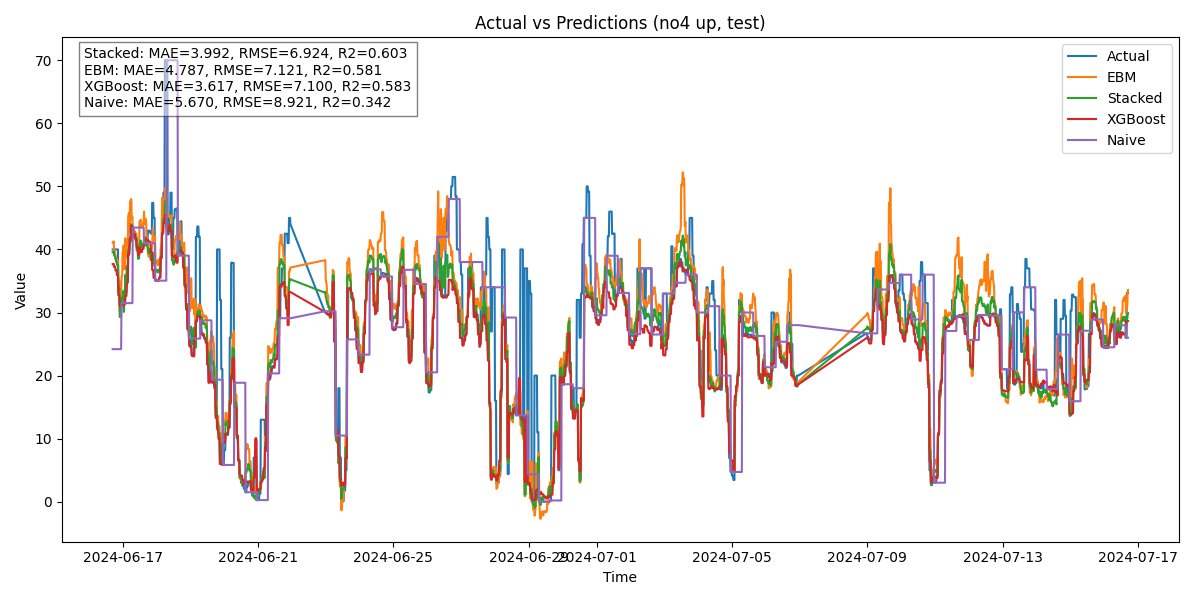 Actual vs Predictions (no4 up, test)
Stacked: MAE=3.992, RMSE=6.924, R2=0.603
EBM: MAE=4.787, RMSE=7.121, R2=0.581
XGBoost: MAE=3.617, RMSE=7.100, R2=0.583
Naive: MAE=5.670, RMSE=8.921, R2=0.342
Actual
EBM
Stacked
XGBoost
Naive
Value
70
60
50
40
30
20
10
0
2024-06-17
2024-06-21
2024-06-25
2024-06-29
2024-07-01
2024-07-05
2024-07-09
2024-07-13
2024-07-17
Time